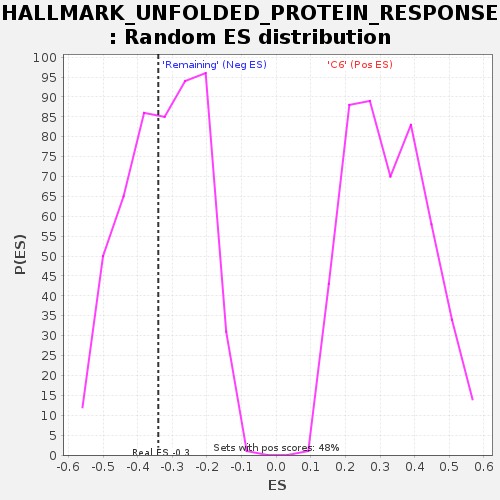 HALLMARK_UNFOLDED_PROTEIN_RESPONSE
: Random ES distribution
'Remaining' (Neg ES)
'C6' (Pos ES)
100
95
90
85
80
75
70
65
60
55
50
45
40
35
30
25
20
15
10
5
0
P(ES)
Sets with pos scores: 48%
Real ES -0.3
-0.6 -0.5 -0.4 -0.3 -0.2 -0.1 0.0 0.1 0.2 0.3 0.4 0.5 0.6
ES